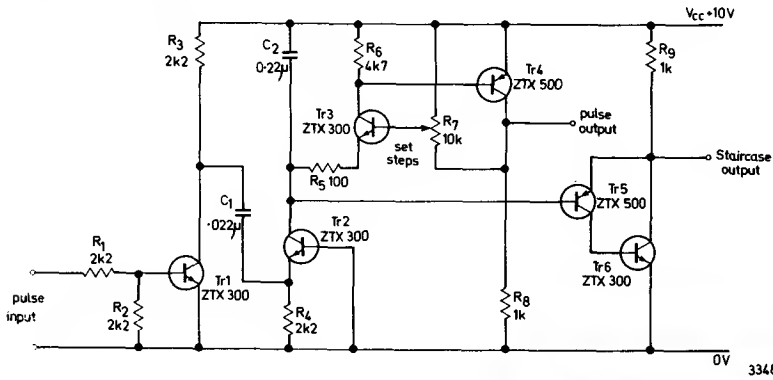 Vcc +10V
R3
2k2
C2
0·22µ
R6
4k7
Tr4
ZTX 500
R9
1k
Tr3
ZTX 300
R7
10k
set
steps
pulse
output
Staircase
output
R5 100
C1
·022µ
Tr5
ZTX 500
Tr2
ZTX 300
R1
2k2
Tr1
ZTX 300
Tr6
ZTX 300
pulse
input
R2
2k2
R4
2k2
R8
1k
0V
3348